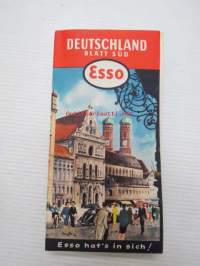 DEUTSCHLAND
BLATT SÜD
Esso
Esso hat's in sich!